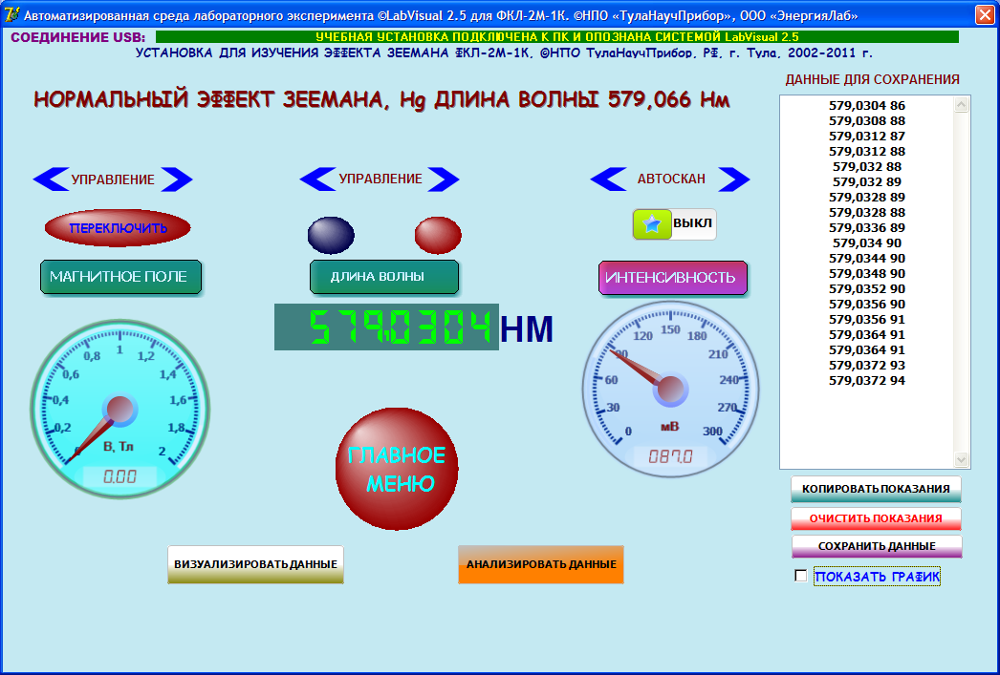 Автоматизированная среда лабораторного эксперимента ©LabVisual 2.5 для ФКЛ-2М-1К. ©НПО «ТулаНаучПрибор», ООО «ЭнергияЛаб»
СОЕДИНЕНИЕ USB:
УЧЕБНАЯ УСТАНОВКА ПОДКЛЮЧЕНА К ПК И ОПОЗНАНА СИСТЕМОЙ LabVisual 2.5
УСТАНОВКА ДЛЯ ИЗУЧЕНИЯ ЭФФЕКТА ЗЕЕМАНА ФКЛ-2М-1К, ©НПО ТулаНаучПрибор, РФ, г. Тула, 2002-2011 г.
НОРМАЛЬНЫЙ ЭФФЕКТ ЗЕЕМАНА, Hg ДЛИНА ВОЛНЫ 579,066 Нм
УПРАВЛЕНИЕ
ПЕРЕКЛЮЧИТЬ
МАГНИТНОЕ ПОЛЕ
0
0,2
0,4
0,6
0,8
1
1,2
1,4
1,6
1,8
2
В, Тл
0.00
УПРАВЛЕНИЕ
ДЛИНА ВОЛНЫ
579,0304 НМ
ГЛАВНОЕ
МЕНЮ
АВТОСКАН
ВЫКЛ
ИНТЕНСИВНОСТЬ
0
30
60
90
120
150
180
210
240
270
300
мВ
087.0
ВИЗУАЛИЗИРОВАТЬ ДАННЫЕ
АНАЛИЗИРОВАТЬ ДАННЫЕ
ДАННЫЕ ДЛЯ СОХРАНЕНИЯ
579,0304 86
579,0308 88
579,0312 87
579,0312 88
579,032 88
579,032 89
579,0328 89
579,0328 88
579,0336 89
579,034 90
579,0344 90
579,0348 90
579,0352 90
579,0356 90
579,0356 91
579,0364 91
579,0364 91
579,0372 93
579,0372 94
КОПИРОВАТЬ ПОКАЗАНИЯ
ОЧИСТИТЬ ПОКАЗАНИЯ
СОХРАНИТЬ ДАННЫЕ
ПОКАЗАТЬ ГРАФИК